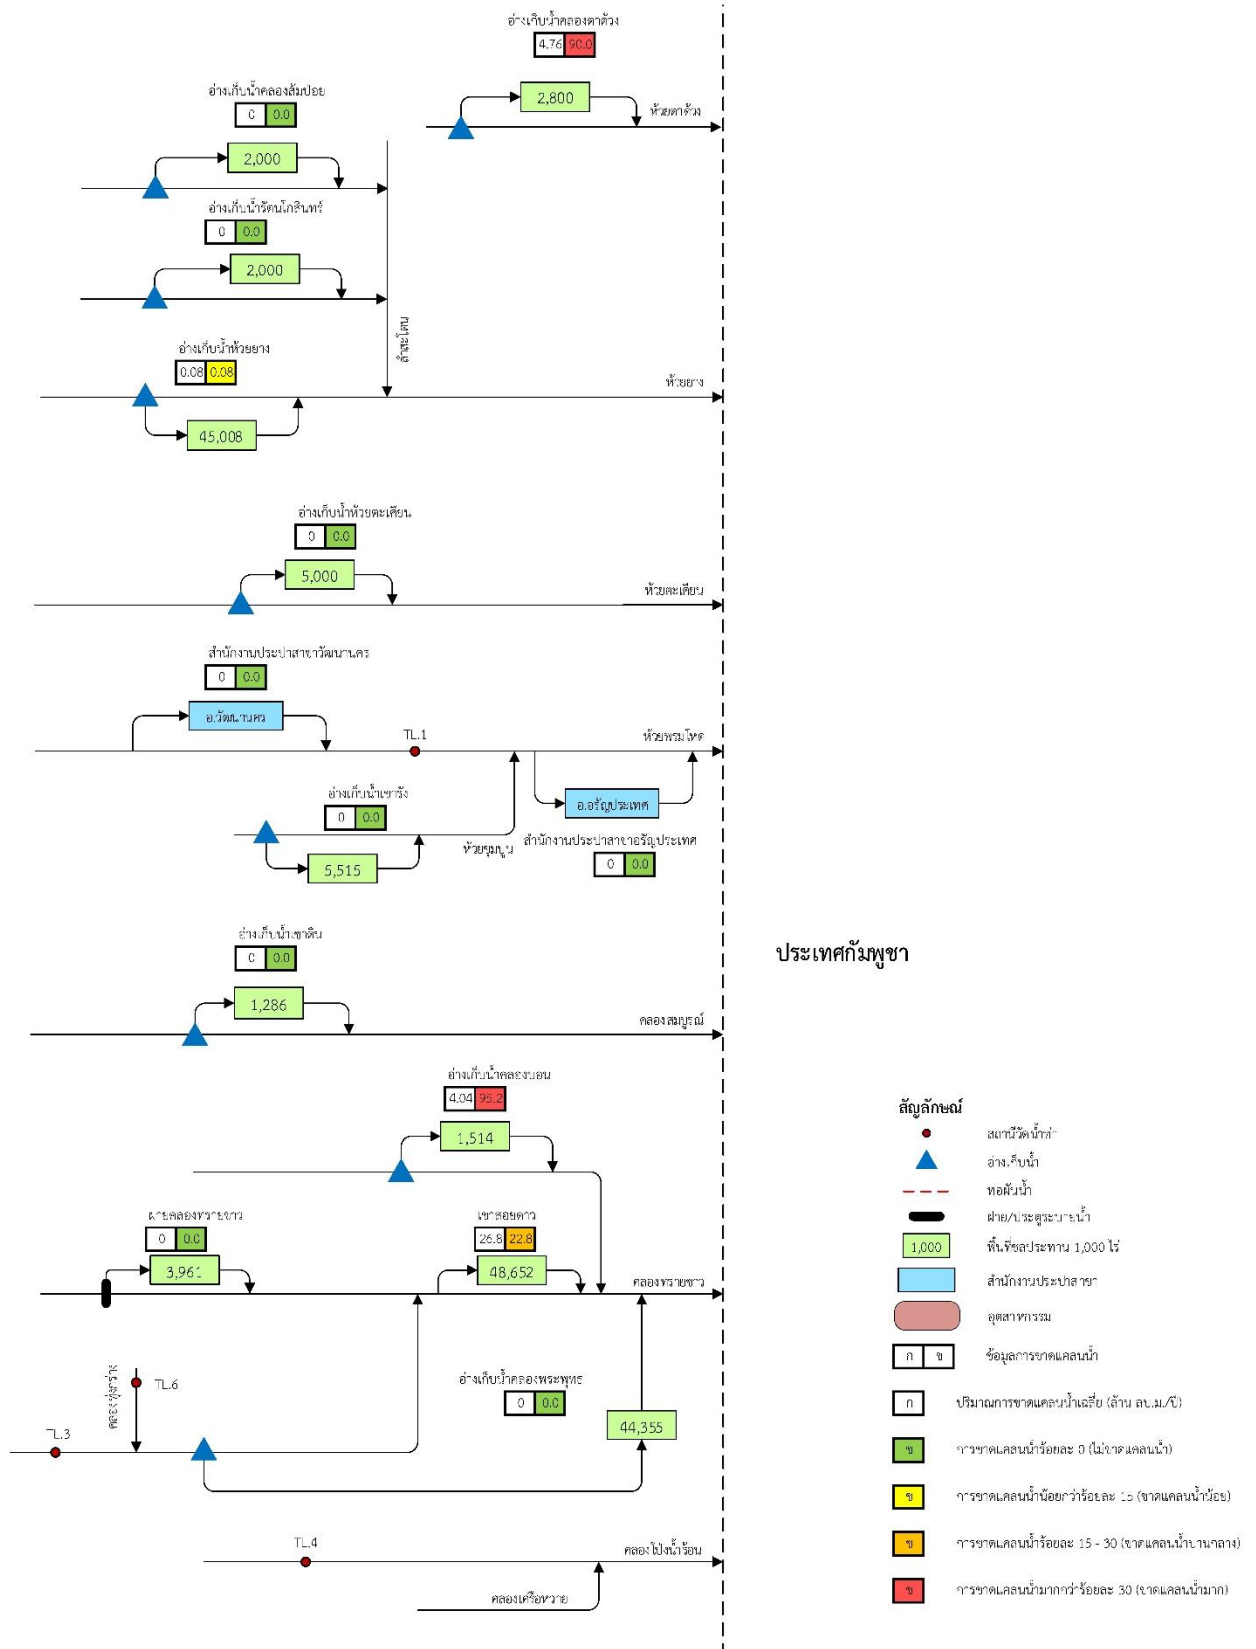 อ่างเก็บน้ำคลองตาด้วง
4.76 90.0
2,800
ห้วยตาด้วง
อ่างเก็บน้ำคลองส้มป่อย
0 0.0
2,000
อ่างเก็บน้ำรัตนโกสินทร์
0 0.0
2,000
ลำสะโตน
อ่างเก็บน้ำห้วยยาง
0.08 0.08
ห้วยยาง
45,008
อ่างเก็บน้ำห้วยตะเคียน
0 0.0
5,000
ห้วยตะเคียน
สำนักงานประปาสาขาวัฒนานคร
0 0.0
อ.วัฒนานคร
TL.1
ห้วยพรมโหด
อ่างเก็บน้ำเขารัง
0 0.0
อ.อรัญประเทศ
ห้วยชุมปูน
สำนักงานประปาสาขาอรัญประเทศ
5,515
0 0.0
อ่างเก็บน้ำเขาดิน
0 0.0
ประเทศกัมพูชา
1,286
คลองสมบูรณ์
อ่างเก็บน้ำคลองบอน
4.04 95.2
1,514
ฝายคลองทรายขาว
0 0.0
3,961
เขาสอยดาว
26.8 22.8
48,652
คลองทรายขาว
คลองทุ่งกร่าง
TL.6
อ่างเก็บน้ำคลองพระพุทธ
0 0.0
44,355
TL.3
TL.4
คลองโป่งน้ำร้อน
คลองเครือหวาย
สัญลักษณ์
สถานีวัดน้ำท่า
อ่างเก็บน้ำ
ท่อผันน้ำ
ฝาย/ประตูระบายน้ำ
1,000 พื้นที่ชลประทาน 1,000 ไร่
สำนักงานประปาสาขา
อุตสาหกรรม
ก ข ข้อมูลการขาดแคลนน้ำ
ก ปริมาณการขาดแคลนน้ำเฉลี่ย (ล้าน ลบ.ม./ปี)
ข การขาดแคลนน้ำร้อยละ 0 (ไม่ขาดแคลนน้ำ)
ข การขาดแคลนน้ำน้อยกว่าร้อยละ 15 (ขาดแคลนน้ำน้อย)
ข การขาดแคลนน้ำร้อยละ 15 - 30 (ขาดแคลนน้ำปานกลาง)
ข การขาดแคลนน้ำมากกว่าร้อยละ 30 (ขาดแคลนน้ำมาก)